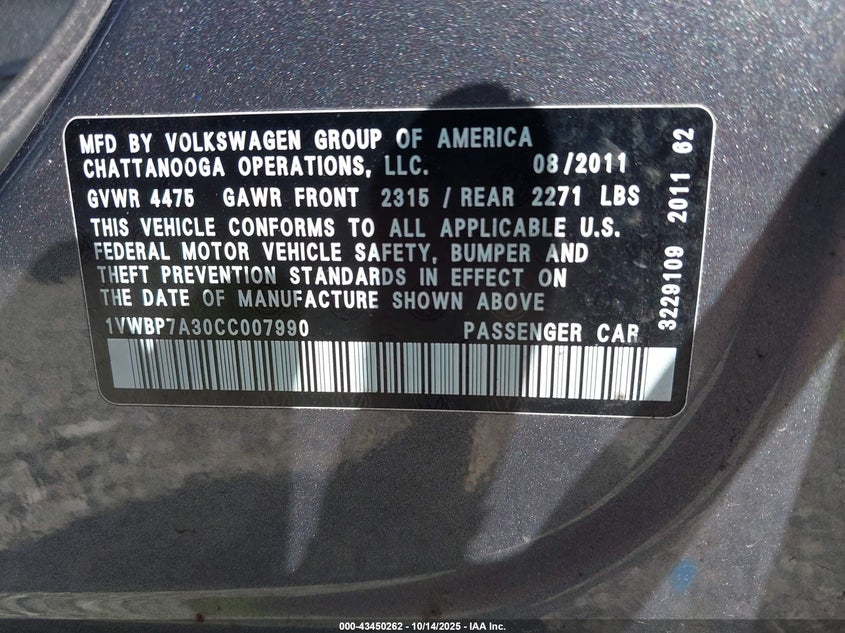 MFD BY VOLKSWAGEN GROUP OF AMERICA
CHATTANOOGA OPERATIONS, LLC. 08/2011
GVWR 4475 GAWR FRONT 2315 / REAR 2271 LBS
THIS VEHICLE CONFORMS TO ALL APPLICABLE U.S.
FEDERAL MOTOR VEHICLE SAFETY, BUMPER AND
THEFT PREVENTION STANDARDS IN EFFECT ON
THE DATE OF MANUFACTURE SHOWN ABOVE
1VWBP7A30CC007990 PASSENGER CAR
3229109 2011 62
000-43450262 - 10/14/2025 - IAA Inc.